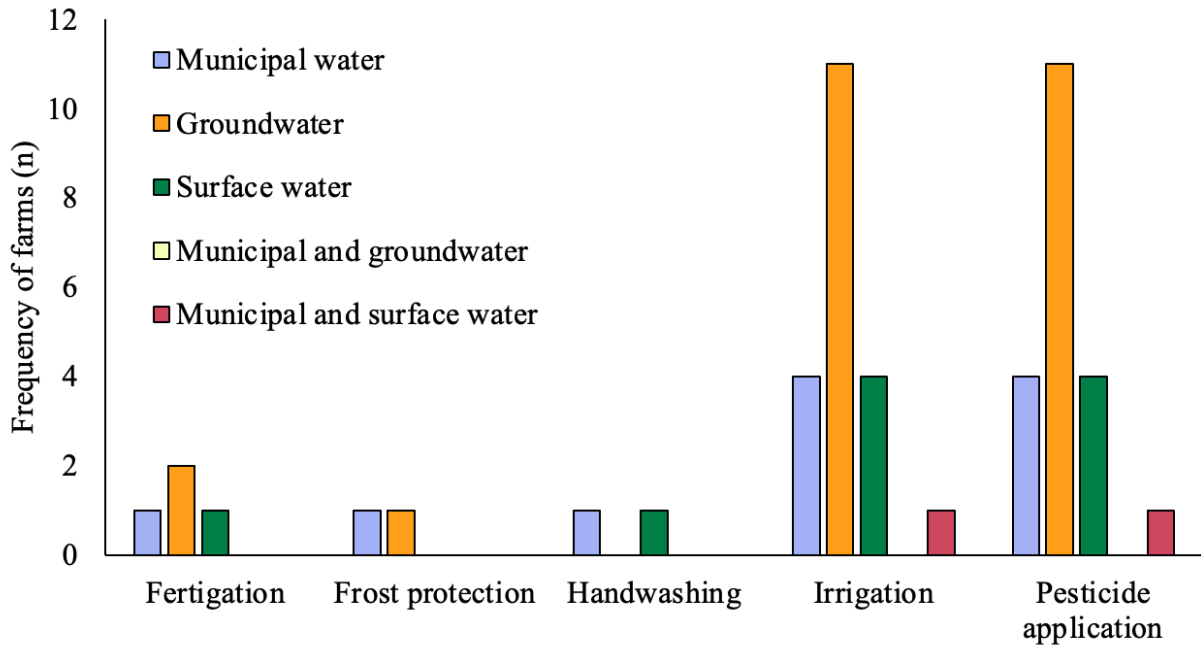 Frequency of farms (n)
12
10
8
6
4
2
0
Municipal water
Groundwater
Surface water
Municipal and groundwater
Municipal and surface water
Fertigation
Frost protection
Handwashing
Irrigation
Pesticide
application